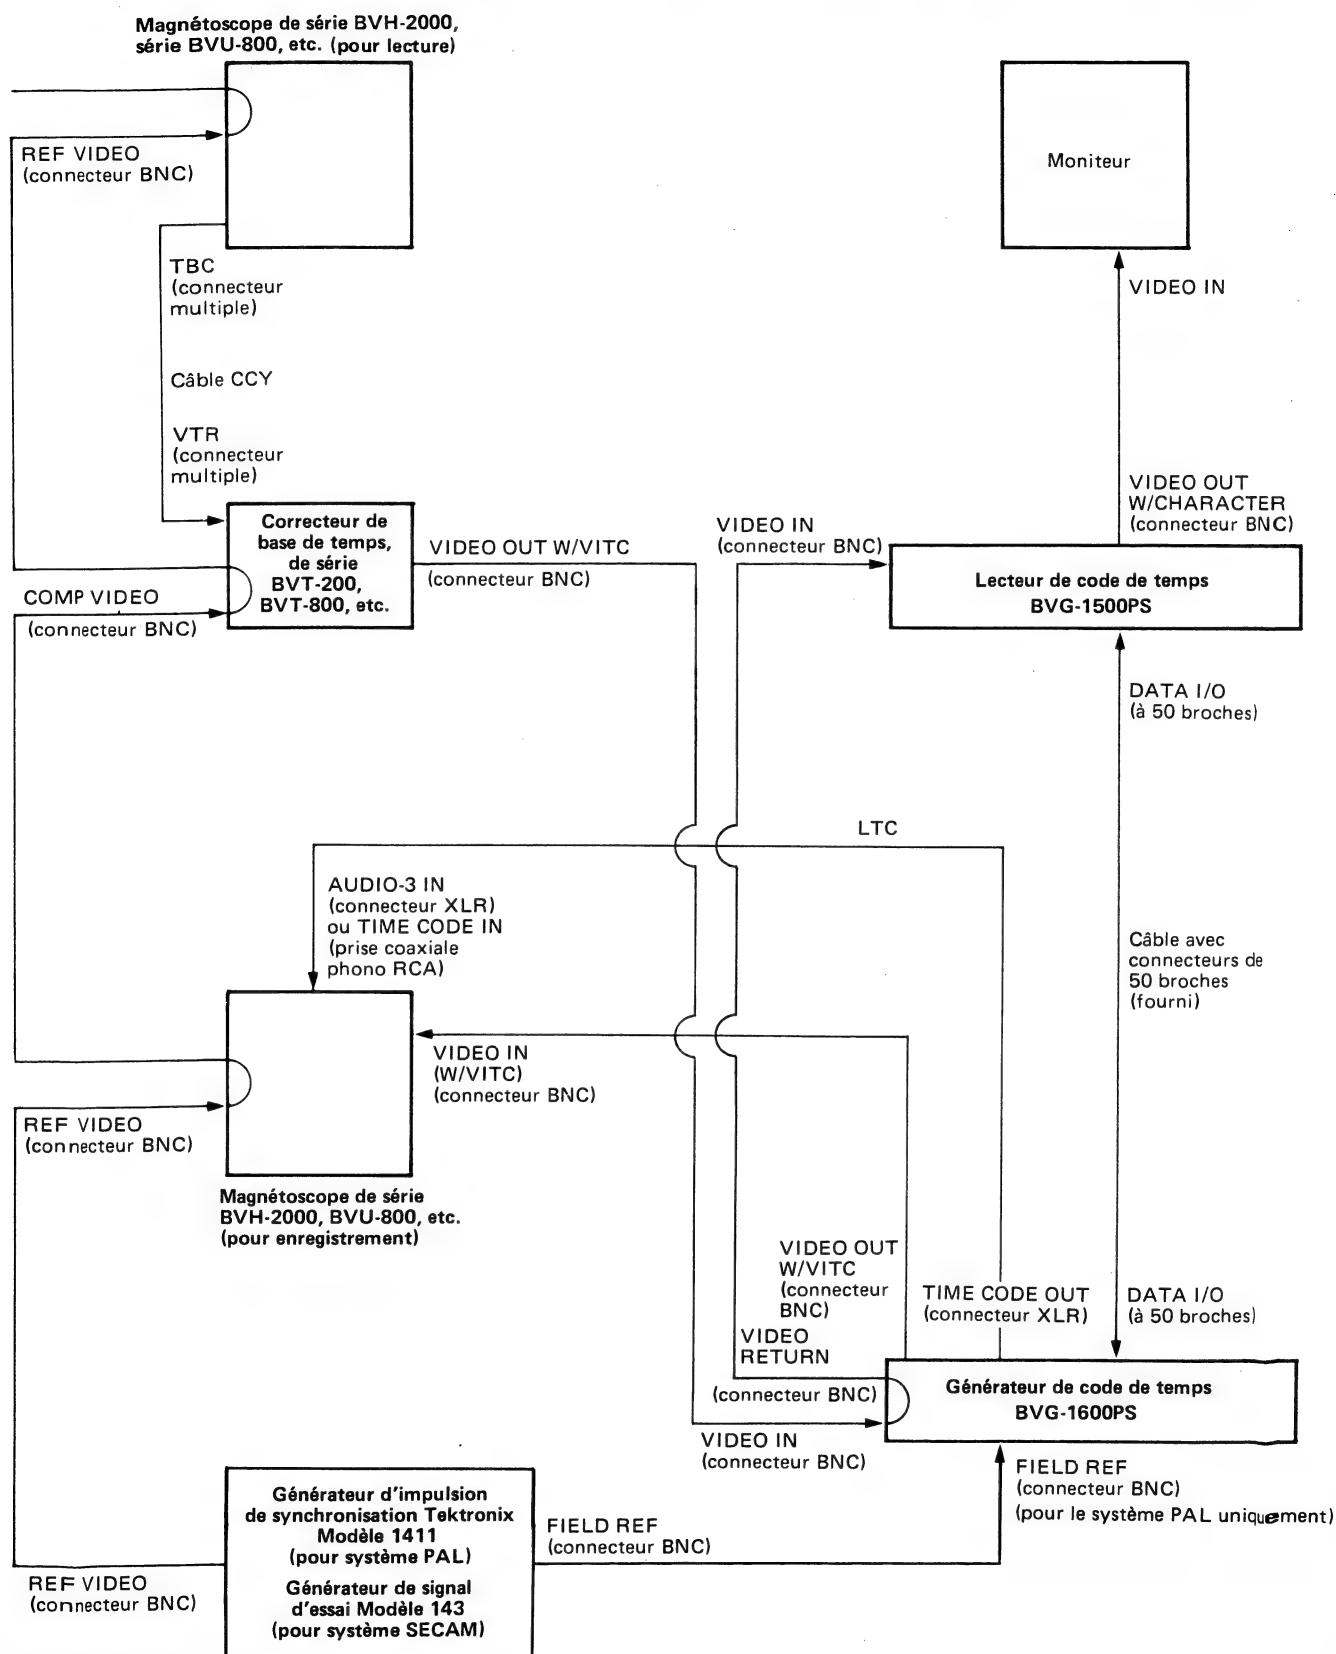 Magnétoscope de série BVH-2000,
série BVU-800, etc. (pour lecture)
REF VIDEO
(connecteur BNC)
Moniteur
TBC
(connecteur
multiple)
VIDEO IN
Câble CCY
VTR
(connecteur
multiple)
VIDEO OUT
W/CHARACTER
(connecteur BNC)
Correcteur de
base de temps,
de série
BVT-200,
BVT-800, etc.
VIDEO OUT W/VITC
(connecteur BNC)
VIDEO IN
(connecteur BNC)
Lecteur de code de temps
BVG-1500PS
COMP VIDEO
(connecteur BNC)
DATA I/O
(à 50 broches)
LTC
AUDIO-3 IN
(connecteur XLR)
ou TIME CODE IN
(prise coaxiale
phono RCA)
Câble avec
connecteurs de
50 broches
(fourni)
VIDEO IN
(W/VITC)
(connecteur BNC)
REF VIDEO
(connecteur BNC)
Magnétoscope de série
BVH-2000, BVU-800, etc.
(pour enregistrement)
VIDEO OUT
W/VITC
(connecteur
BNC)
TIME CODE OUT
(connecteur XLR)
DATA I/O
(à 50 broches)
VIDEO
RETURN
(connecteur BNC)
Générateur de code de temps
BVG-1600PS
VIDEO IN
(connecteur BNC)
FIELD REF
(connecteur BNC)
(pour le système PAL uniquement)
Générateur d'impulsion
de synchronisation Tektronix
Modèle 1411
(pour système PAL)
Générateur de signal
d'essai Modèle 143
(pour système SECAM)
FIELD REF
(connecteur BNC)
REF VIDEO
(connecteur BNC)